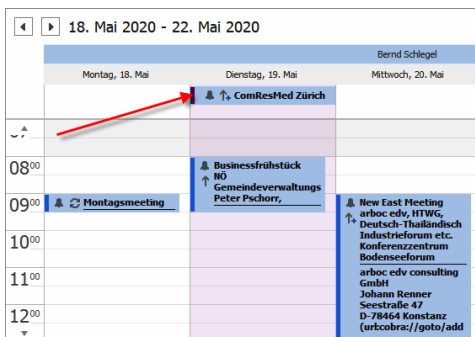 18. Mai 2020 - 22. Mai 2020
Bernd Schlegel
Montag, 18. Mai
Dienstag, 19. Mai
Mittwoch, 20. Mai
ComResMed Zürich
08⁰⁰
Businessfrühstück
NÖ
Gemeindeverwaltungs
Peter Pschorr,
09⁰⁰
Montagsmeeting
New East Meeting
arboc edv, HTWG,
Deutsch-Thailändisch
Industrieforum etc.
Konferenzzentrum
Bodenseeforum
10⁰⁰
11⁰⁰
arboc edv consulting
GmbH
Johann Renner
Seestraße 47
D-78464 Konstanz
(url:cobra://goto/add
12⁰⁰